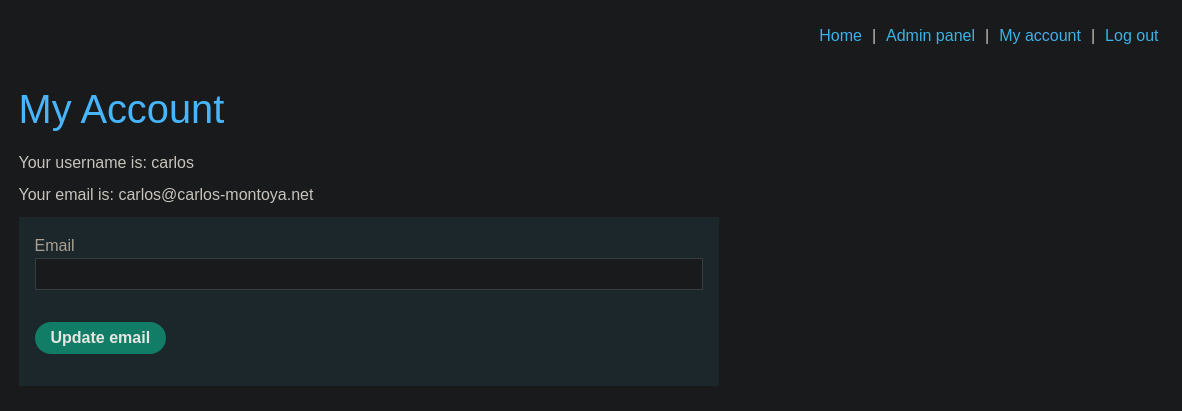 Home | Admin panel | My account | Log out
My Account
Your username is: carlos
Your email is: carlos@carlos-montoya.net
Email
Update email